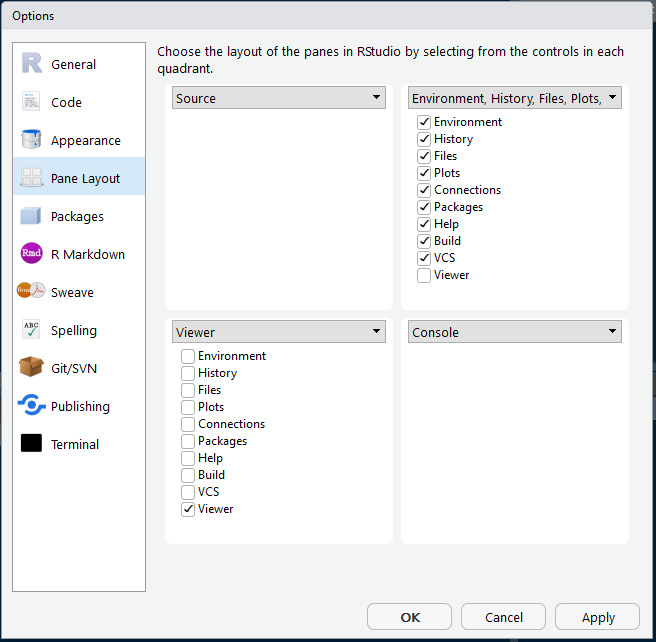 Options
General
Code
Appearance
Pane Layout
Packages
R Markdown
Sweave
Spelling
Git/SVN
Publishing
Terminal
Choose the layout of the panes in RStudio by selecting from the controls in each
quadrant.
Source
Environment, History, Files, Plots,
Environment
History
Files
Plots
Connections
Packages
Help
Build
VCS
Viewer
Viewer
Environment
History
Files
Plots
Connections
Packages
Help
Build
VCS
Viewer
Console
OK
Cancel
Apply
R
Rmd
Rnw
ABC